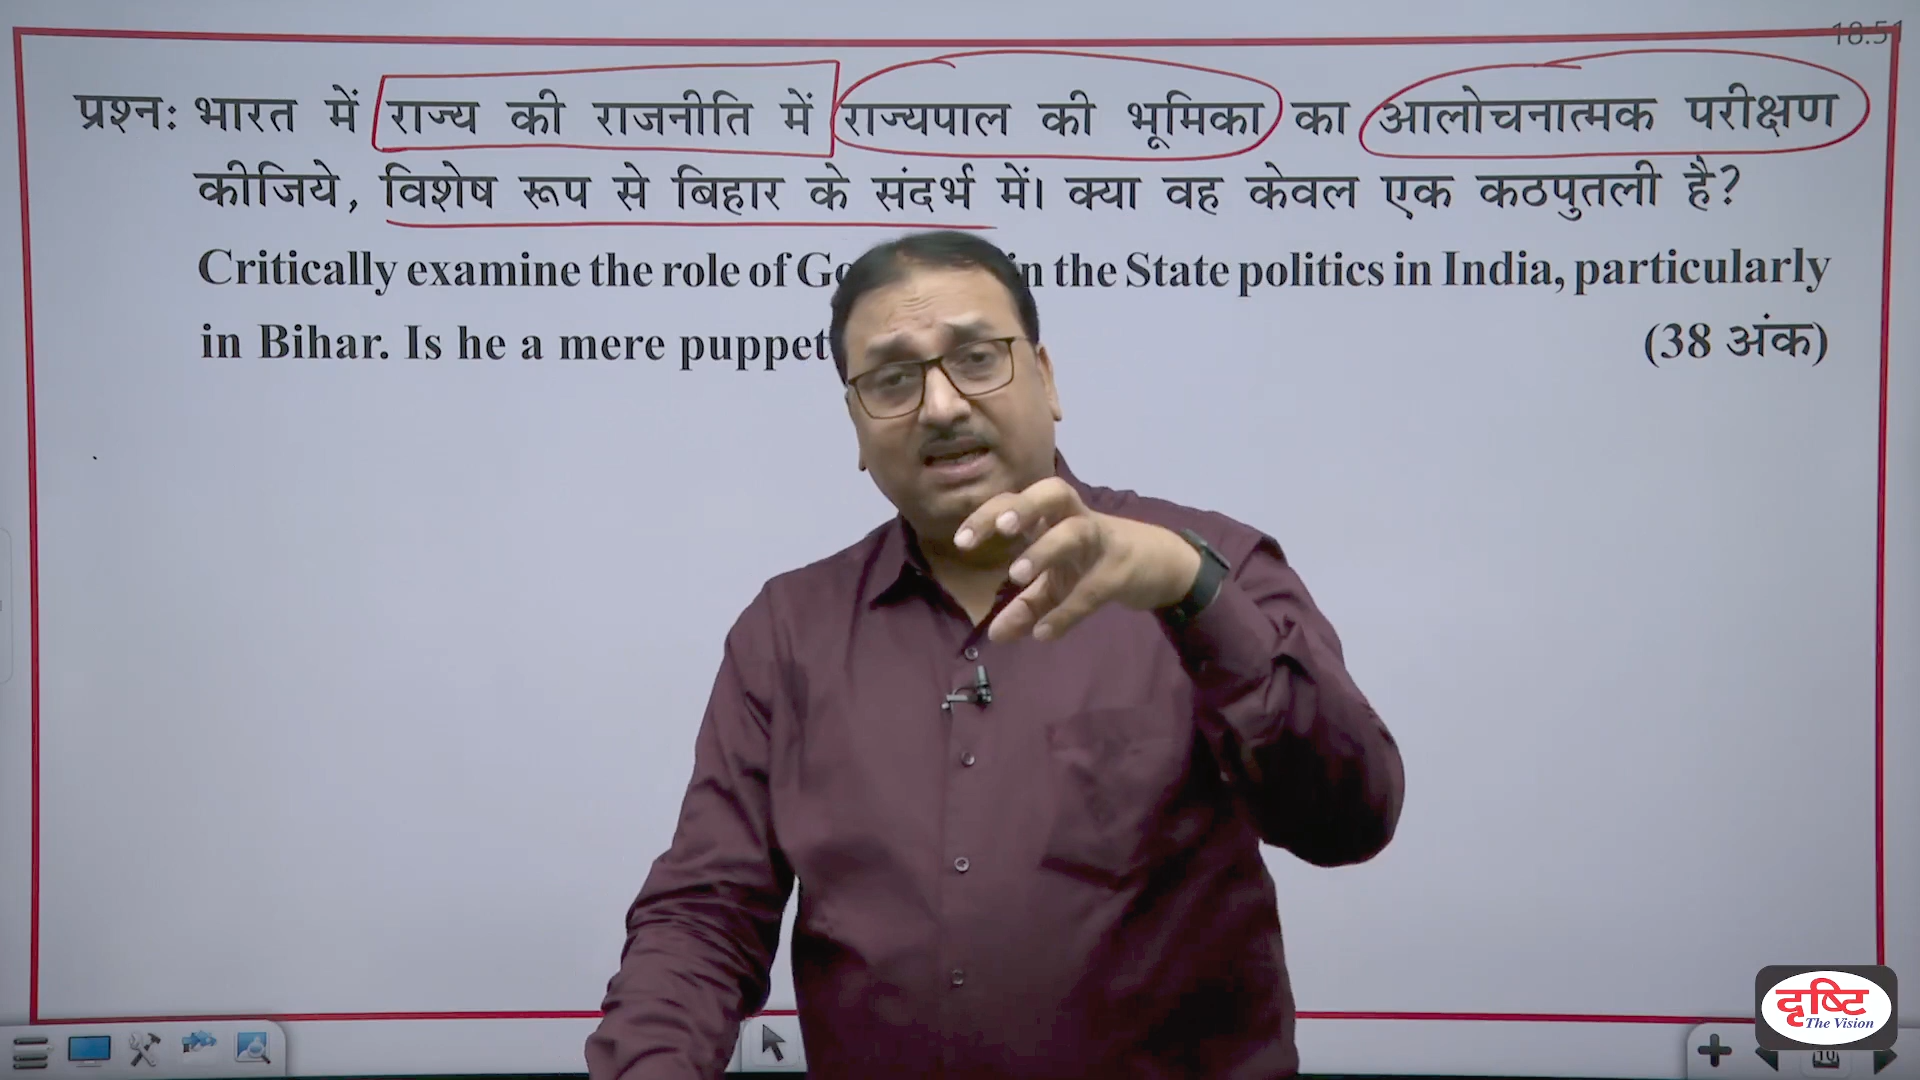 18:51
प्रश्न: भारत में राज्य की राजनीति में राज्यपाल की भूमिका का आलोचनात्मक परीक्षण
कीजिये, विशेष रूप से बिहार के संदर्भ में। क्या वह केवल एक कठपुतली है?
Critically examine the role of in the State politics in India, particularly
in Bihar. Is he a mere puppet
(38 अंक)
दृष्टि
The Vision
10